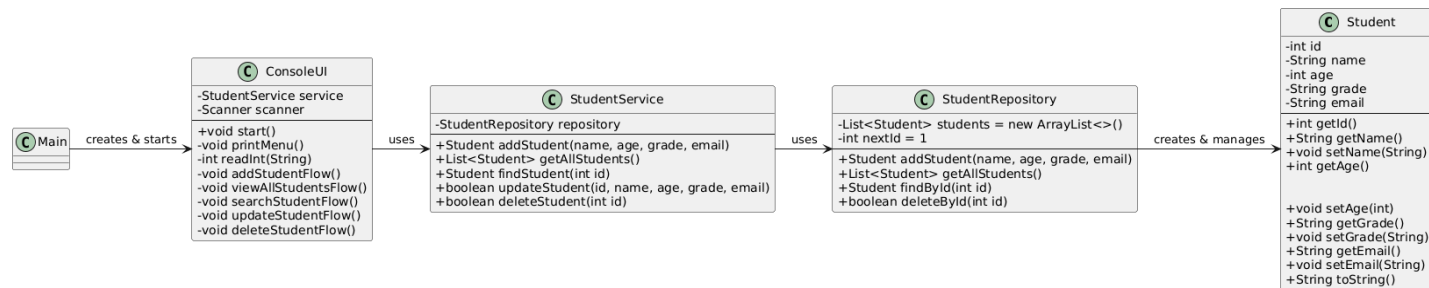 C Main
creates & starts
C ConsoleUI
-StudentService service
-Scanner scanner
+void start()
-void printMenu()
-int readInt(String)
-void addStudentFlow()
-void viewAllStudentsFlow()
-void searchStudentFlow()
-void updateStudentFlow()
-void deleteStudentFlow()
uses
C StudentService
-StudentRepository repository
+Student addStudent(name, age, grade, email)
+List<Student> getAllStudents()
+Student findStudent(int id)
+boolean updateStudent(id, name, age, grade, email)
+boolean deleteStudent(int id)
uses
C StudentRepository
-List<Student> students = new ArrayList<>()
-int nextId = 1
+Student addStudent(name, age, grade, email)
+List<Student> getAllStudents()
+Student findById(int id)
+boolean deleteById(int id)
creates & manages
C Student
-int id
-String name
-int age
-String grade
-String email
+int getId()
+String getName()
+void setName(String)
+int getAge()
+void setAge(int)
+String getGrade()
+void setGrade(String)
+String getEmail()
+void setEmail(String)
+String toString()